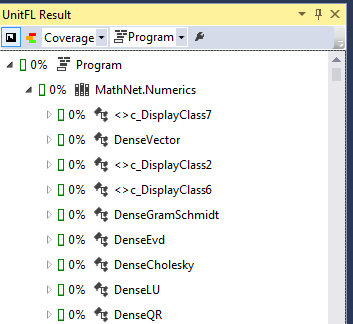 UnitFL Result
Coverage Program
0% Program
0% MathNet.Numerics
0% <>c_DisplayClass7
0% DenseVector
0% <>c_DisplayClass2
0% <>c_DisplayClass6
0% DenseGramSchmidt
0% DenseEvd
0% DenseCholesky
0% DenseLU
0% DenseQR